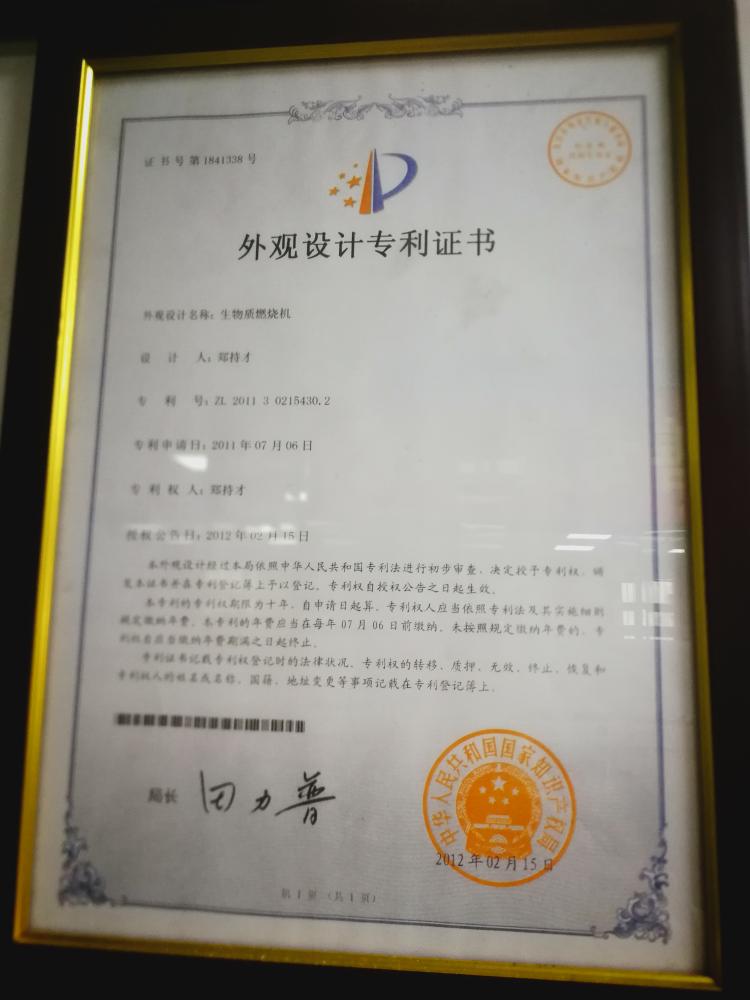 证书号第1841338号
外观设计专利证书
外观设计名称：生物质燃烧机
设 计 人：郑持才
专 利 号：ZL 2011 3 0215430.2
专利申请日：2011年07月06日
专 利 权 人：郑持才
授权公告日：2012年02月15日
本外观设计经过本局依照中华人民共和国专利法进行初步审查，决定授予专利权，颁
发本证书并在专利登记簿上予以登记。专利权自授权公告之日起生效。
本专利的专利权期限为十年，自申请日起算。专利权人应当依照专利法及其实施细则
规定缴纳年费。本专利的年费应当在每年07月06日前缴纳。未按照规定缴纳年费的，专
利权自应当缴纳年费期满之日起终止。
专利证书记载专利权登记时的法律状况。专利权的转移、质押、无效、终止、恢复和
专利权人的姓名或名称、国籍、地址变更等事项记载在专利登记簿上。
局长 田力普
中华人民共和国国家知识产权局
2012年02月15日
第1页（共1页）